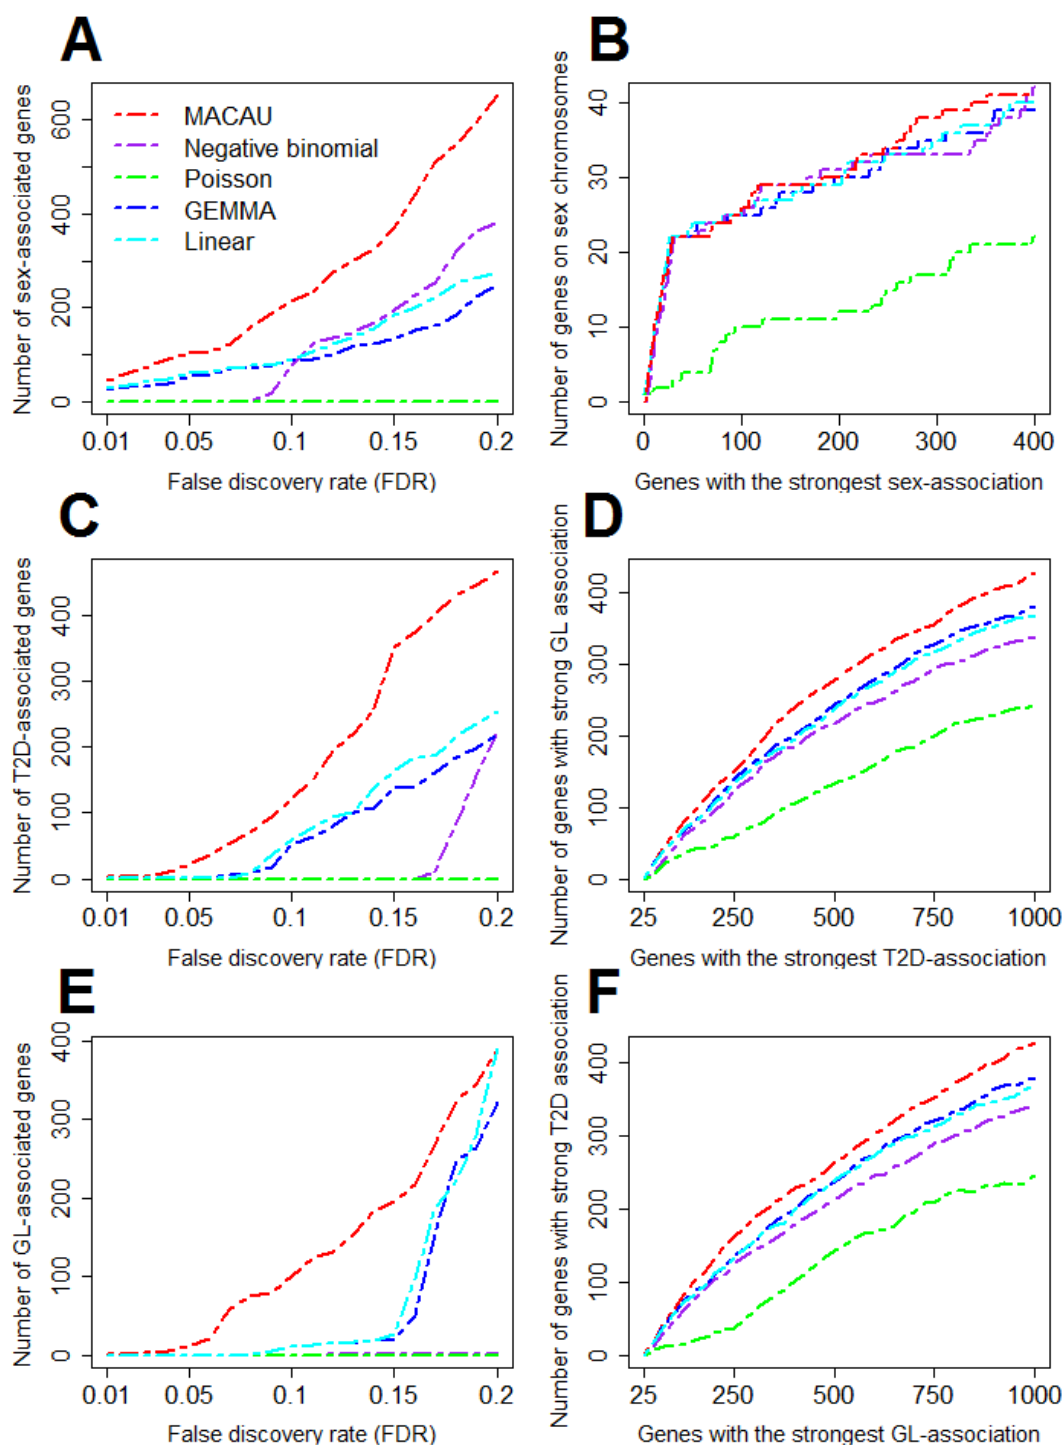 A
Number of sex-associated genes
600
400
200
0
MACAU
Negative binomial
Poisson
GEMMA
Linear
0.01 0.05 0.1 0.15 0.2
False discovery rate (FDR)
B
Number of genes on sex chromosomes
40
30
20
10
0
0 100 200 300 400
Genes with the strongest sex-association
C
Number of T2D-associated genes
400
300
200
100
0
0.01 0.05 0.1 0.15 0.2
False discovery rate (FDR)
D
Number of genes with strong GL association
400
300
200
100
0
25 250 500 750 1000
Genes with the strongest T2D-association
E
Number of GL-associated genes
400
300
200
100
0
0.01 0.05 0.1 0.15 0.2
False discovery rate (FDR)
F
Number of genes with strong T2D association
400
300
200
100
0
25 250 500 750 1000
Genes with the strongest GL-association